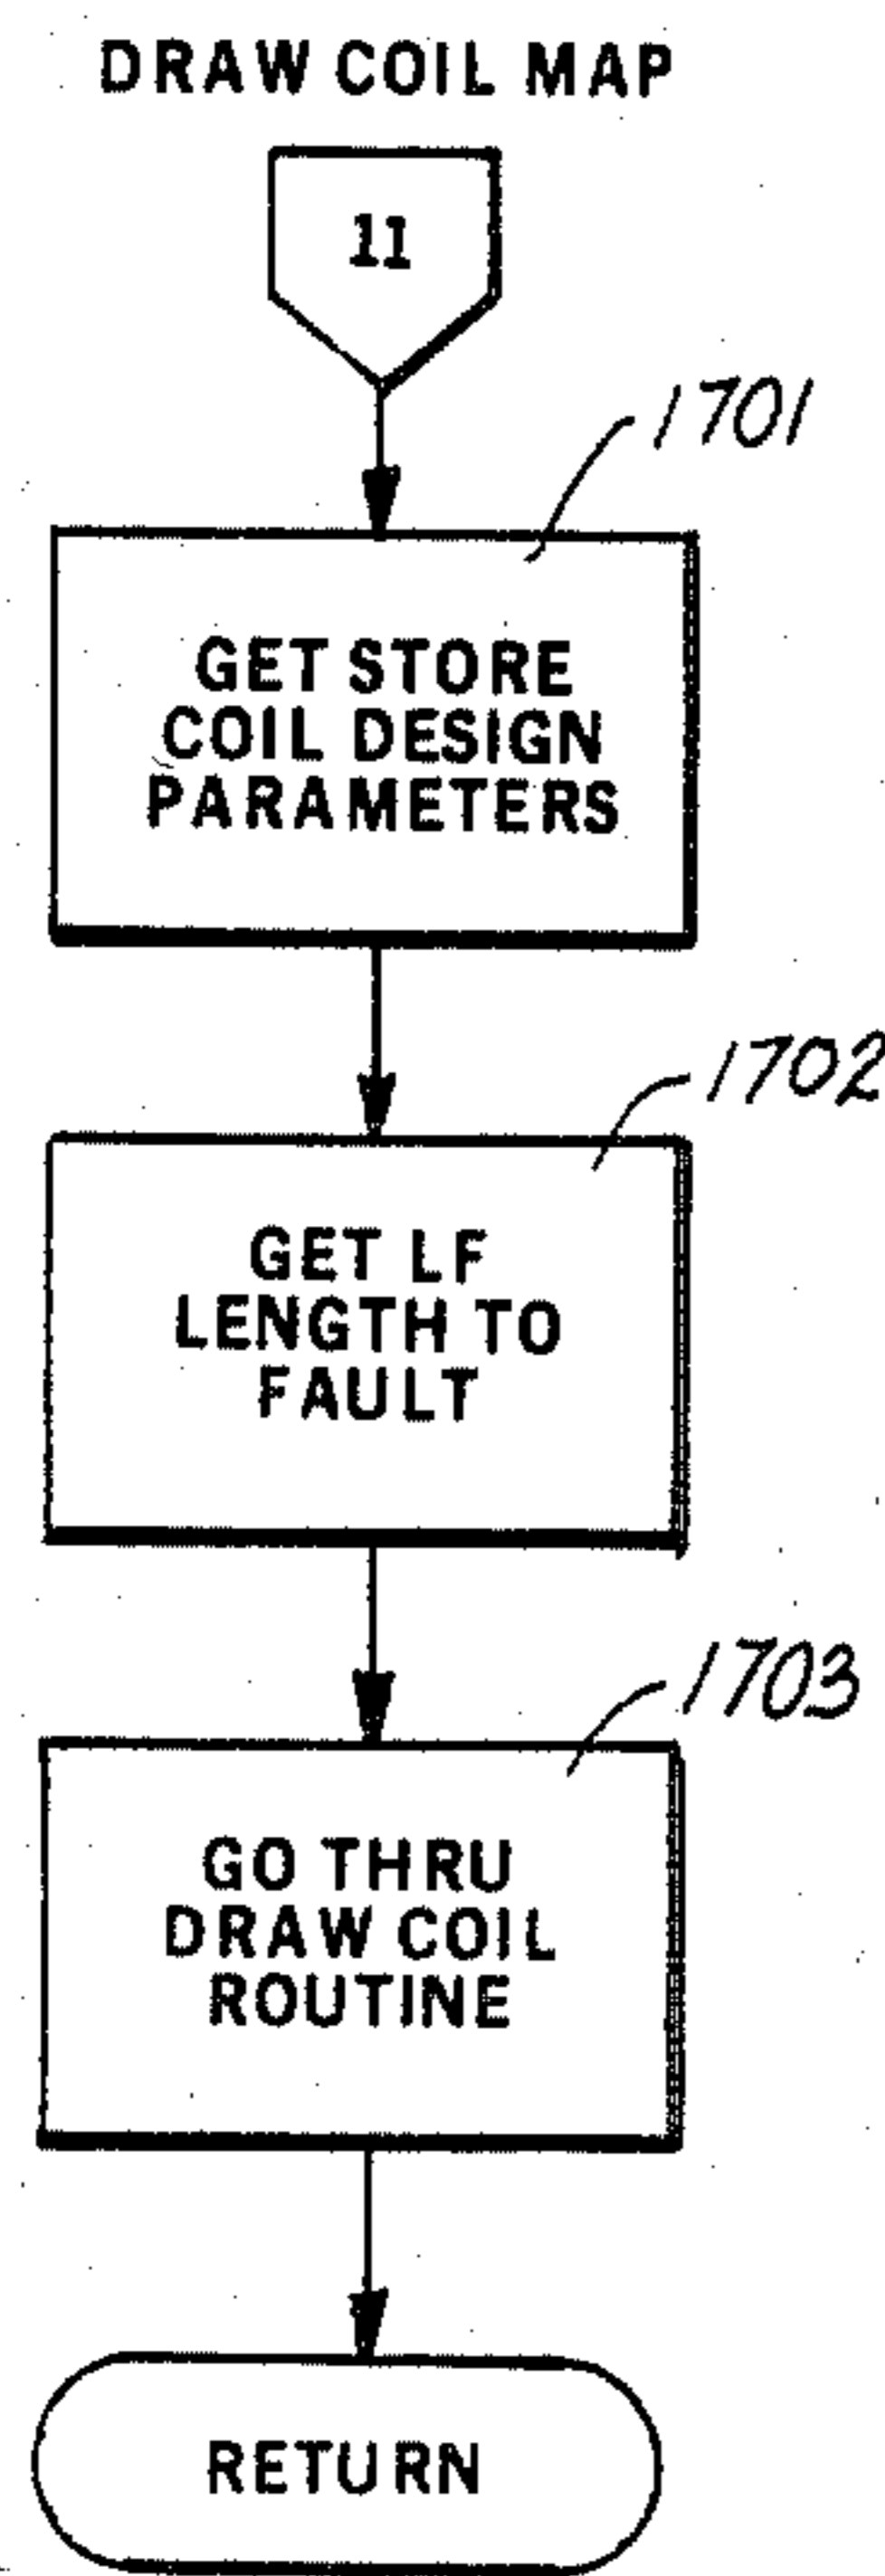 DRAW COIL MAP
11
1701
GET STORE
COIL DESIGN
PARAMETERS
1702
GET LF
LENGTH TO
FAULT
1703
GO THRU
DRAW COIL
ROUTINE
RETURN